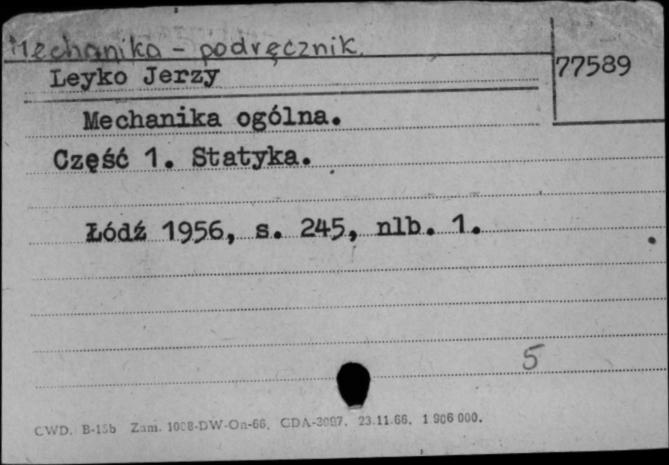 Mechanika - podręcznik.
77589
Leyko Jerzy
Mechanika ogólna.
Część 1. Statyka.
Łódź 1956, s. 245, nlb. 1.
5
CWD. B-15b Zam. 1008-DW-On-66. CDA-3097. 23.11.66. 1 906 000.